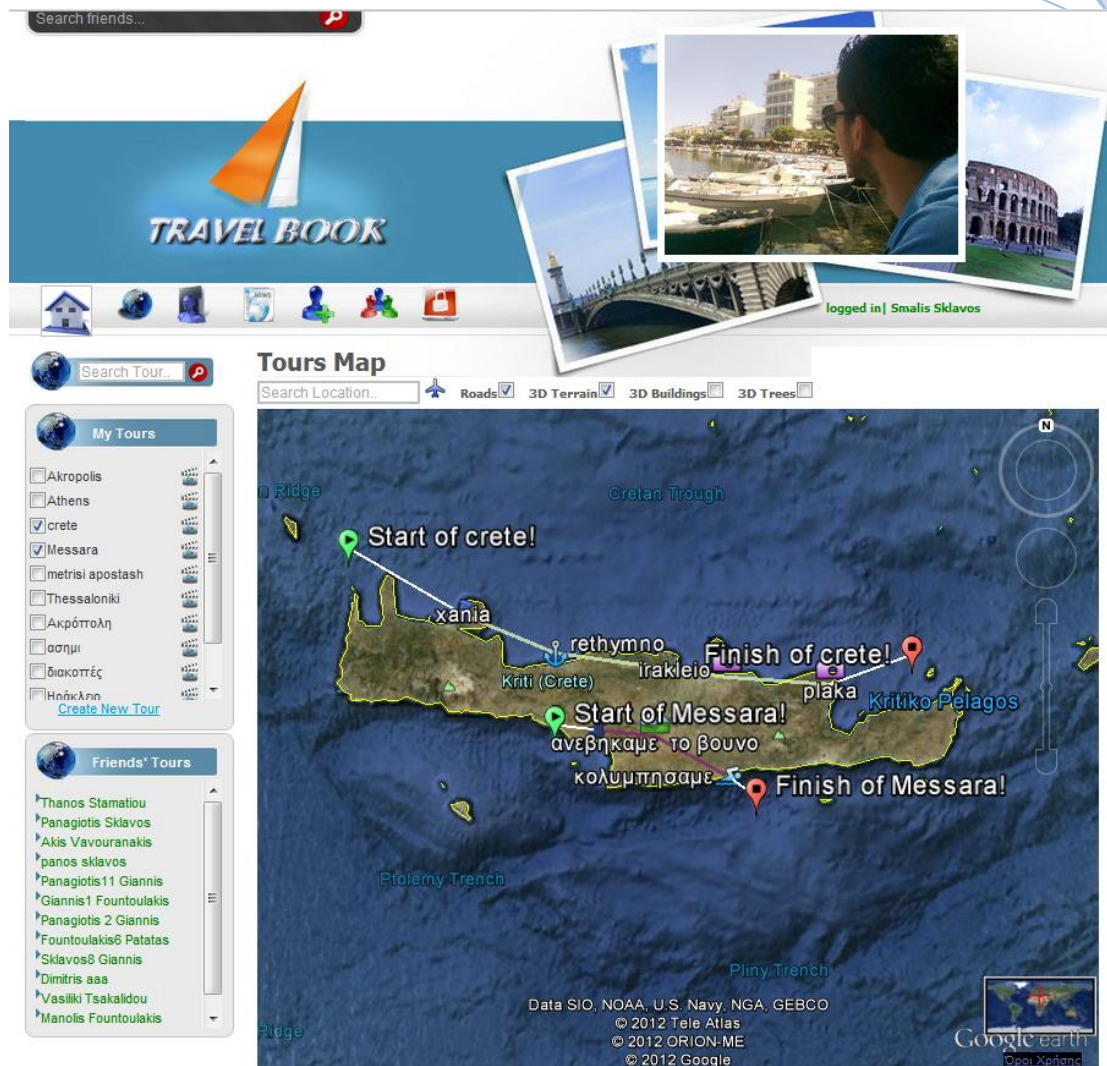 Search friends...
TRAVEL BOOK
NEWS
logged in| Smalis Sklavos
Search Tour..
Tours Map
Search Location..
Roads
3D Terrain
3D Buildings
3D Trees
My Tours
Akropolis
Athens
crete
Messara
metrisi apostash
Thessaloniki
Ακρόπολη
ασημι
διακοπές
Ηράκλειο
Create New Tour
Friends' Tours
Thanos Stamatiou
Panagiotis Sklavos
Akis Vavouranakis
panos sklavos
Panagiotis11 Giannis
Giannis1 Fountoulakis
Panagiotis 2 Giannis
Fountoulakis6 Patatas
Sklavos8 Giannis
Dimitris aaa
Vasiliki Tsakalidou
Manolis Fountoulakis
N
n Ridge
Cretan Trough
Start of crete!
xania
rethymno
irakleio
Finish of crete!
Kriti (Crete)
plaka
Kritiko Pelagos
Start of Messara!
ανεβηκαμε το βουνο
κολυμπησαμε
Finish of Messara!
Ptolemy Trench
Pliny Trench
Ridge
Data SIO, NOAA, U.S. Navy, NGA, GEBCO
© 2012 Tele Atlas
© 2012 ORION-ME
© 2012 Google
Google earth
Όροι Χρήσης